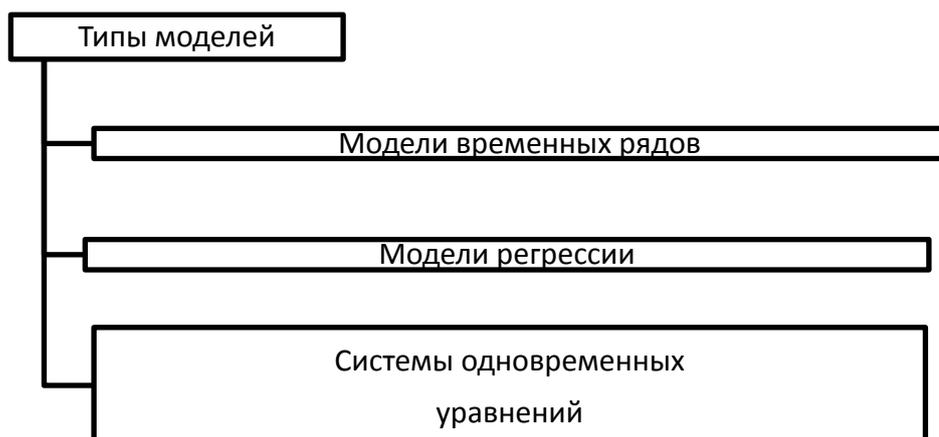 Типы моделей
Модели временных рядов
Модели регрессии
Системы одновременных
уравнений